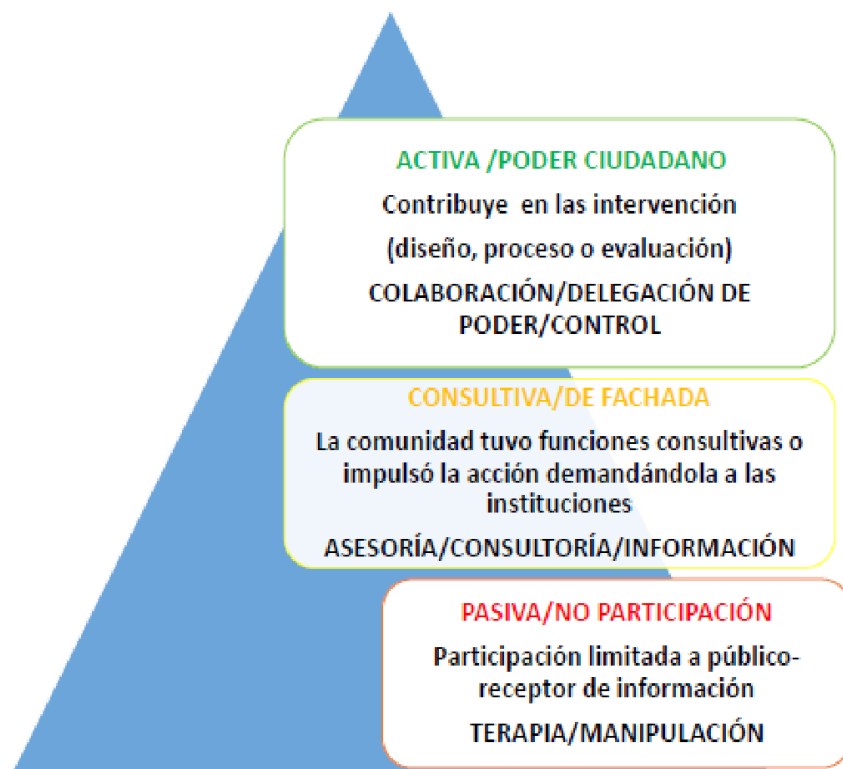 ACTIVA /PODER CIUDADANO
Contribuye en las intervención
(diseño, proceso o evaluación)
COLABORACIÓN/DELEGACIÓN DE
PODER/CONTROL
CONSULTIVA/DE FACHADA
La comunidad tuvo funciones consultivas o
impulsó la acción demandándola a las
instituciones
ASESORÍA/CONSULTORÍA/INFORMACIÓN
PASIVA/NO PARTICIPACIÓN
Participación limitada a público-
receptor de información
TERAPIA/MANIPULACIÓN